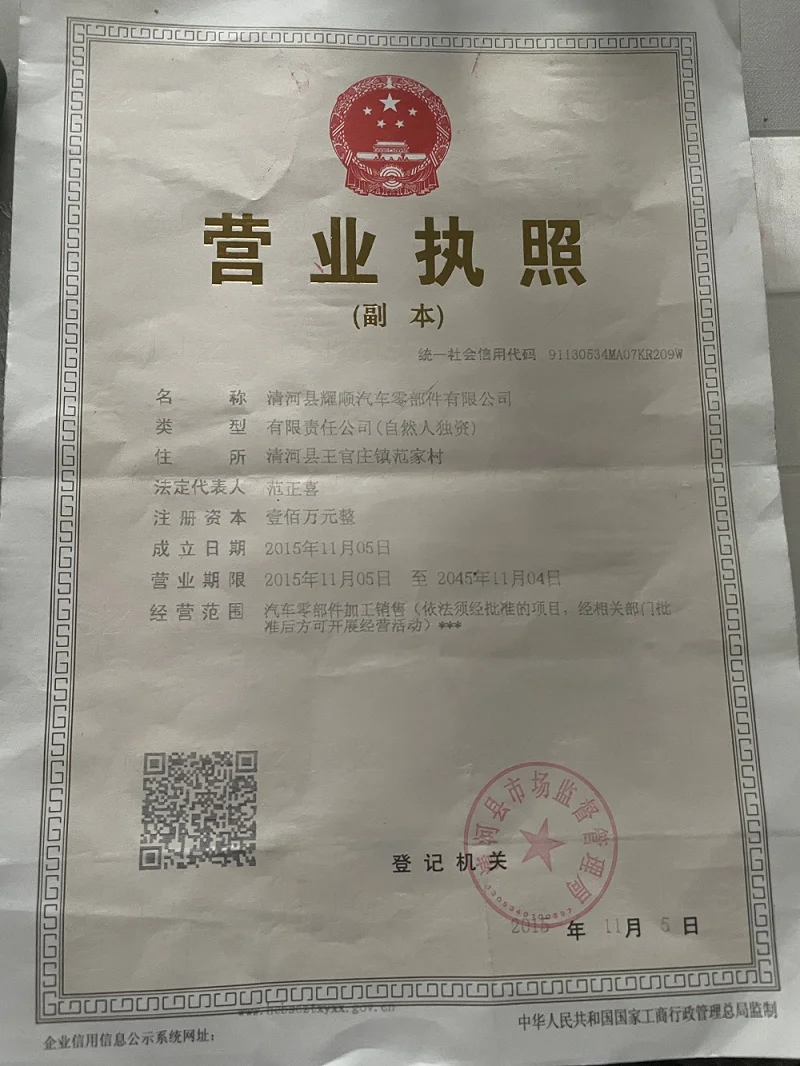 营业执照
(副 本)
统一社会信用代码 91130534MA07KR209W
名 称 清河县耀顺汽车零部件有限公司
类 型 有限责任公司(自然人独资)
住 所 清河县王官庄镇范家村
法定代表人 范正喜
注册资本 壹佰万元整
成立日期 2015年11月05日
营业期限 2015年11月05日 至 2045年11月04日
经营范围 汽车零部件加工销售（依法须经批准的项目，经相关部门批
准后方可开展经营活动）***
清河县市场监督管理局
登记机关
2015 年 11月 5 日
企业信用信息公示系统网址：
中华人民共和国国家工商行政管理总局监制